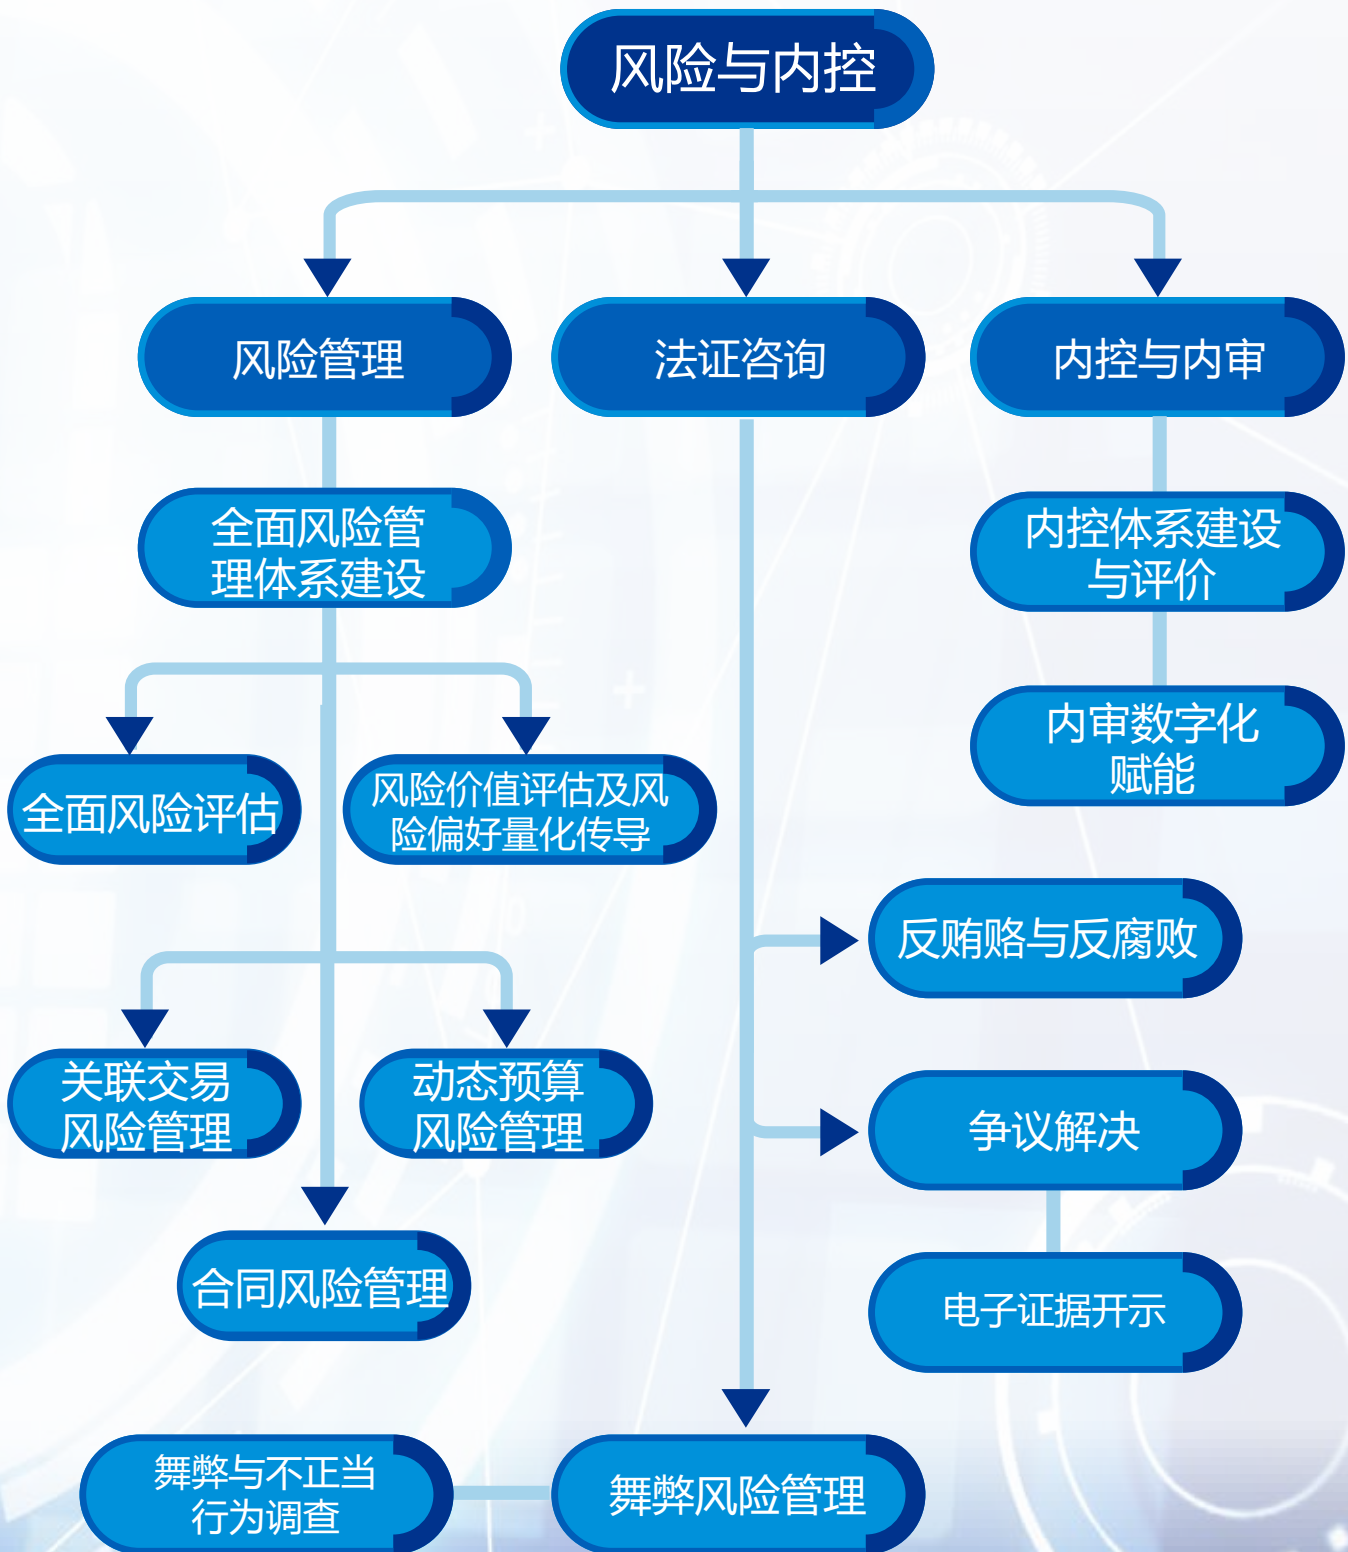 风险与内控
风险管理
法证咨询
内控与内审
全面风险管
理体系建设
内控体系建设
与评价
内审数字化
赋能
全面风险评估
风险价值评估及风
险偏好量化传导
反贿赂与反腐败
关联交易
风险管理
动态预算
风险管理
争议解决
合同风险管理
电子证据开示
舞弊与不正当
行为调查
舞弊风险管理